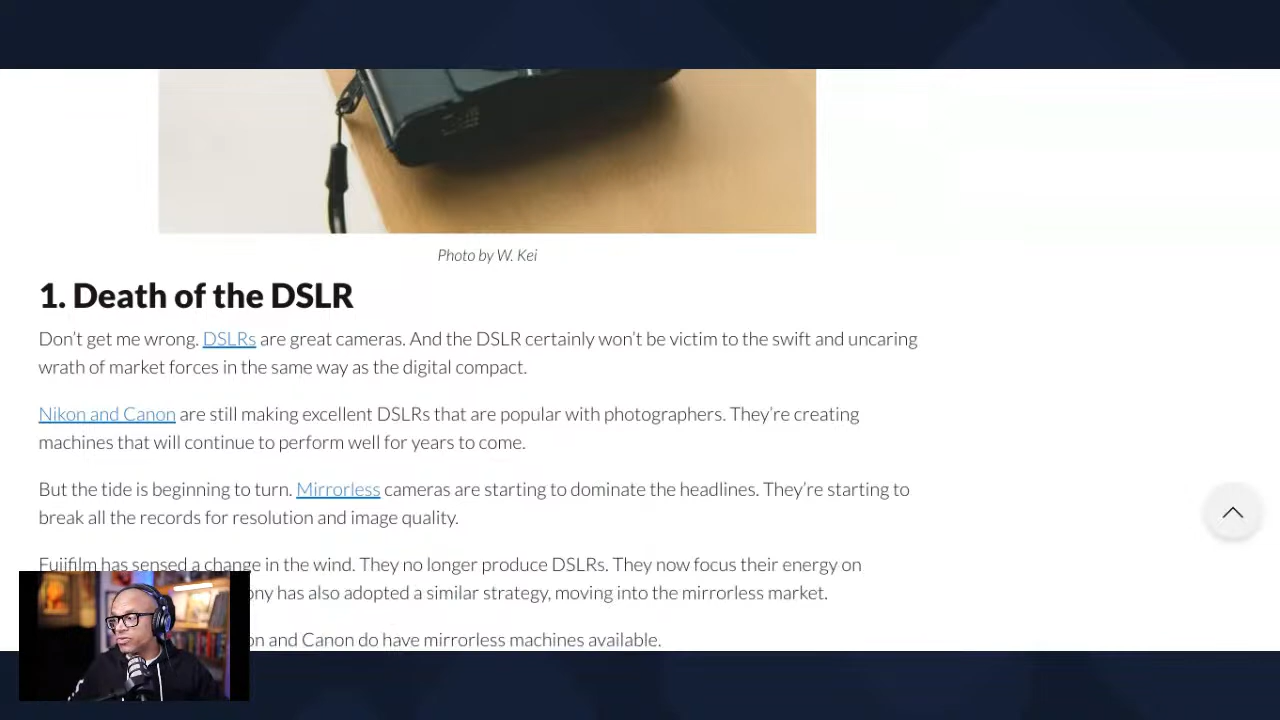 Photo by W. Kei
1. Death of the DSLR
Don't get me wrong. DSLRs are great cameras. And the DSLR certainly won't be victim to the swift and uncaring
wrath of market forces in the same way as the digital compact.
Nikon and Canon are still making excellent DSLRs that are popular with photographers. They're creating
machines that will continue to perform well for years to come.
But the tide is beginning to turn. Mirrorless cameras are starting to dominate the headlines. They're starting to
break all the records for resolution and image quality.
Fujifilm has sensed a change in the wind. They no longer produce DSLRs. They now focus their energy on
has also adopted a similar strategy, moving into the mirrorless market.
and Canon do have mirrorless machines available.